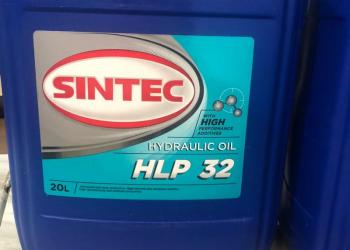 SINTEC
WITH
HIGH
PERFORMANCE
ADDITIVES
HYDRAULIC OIL
HLP 32
20L